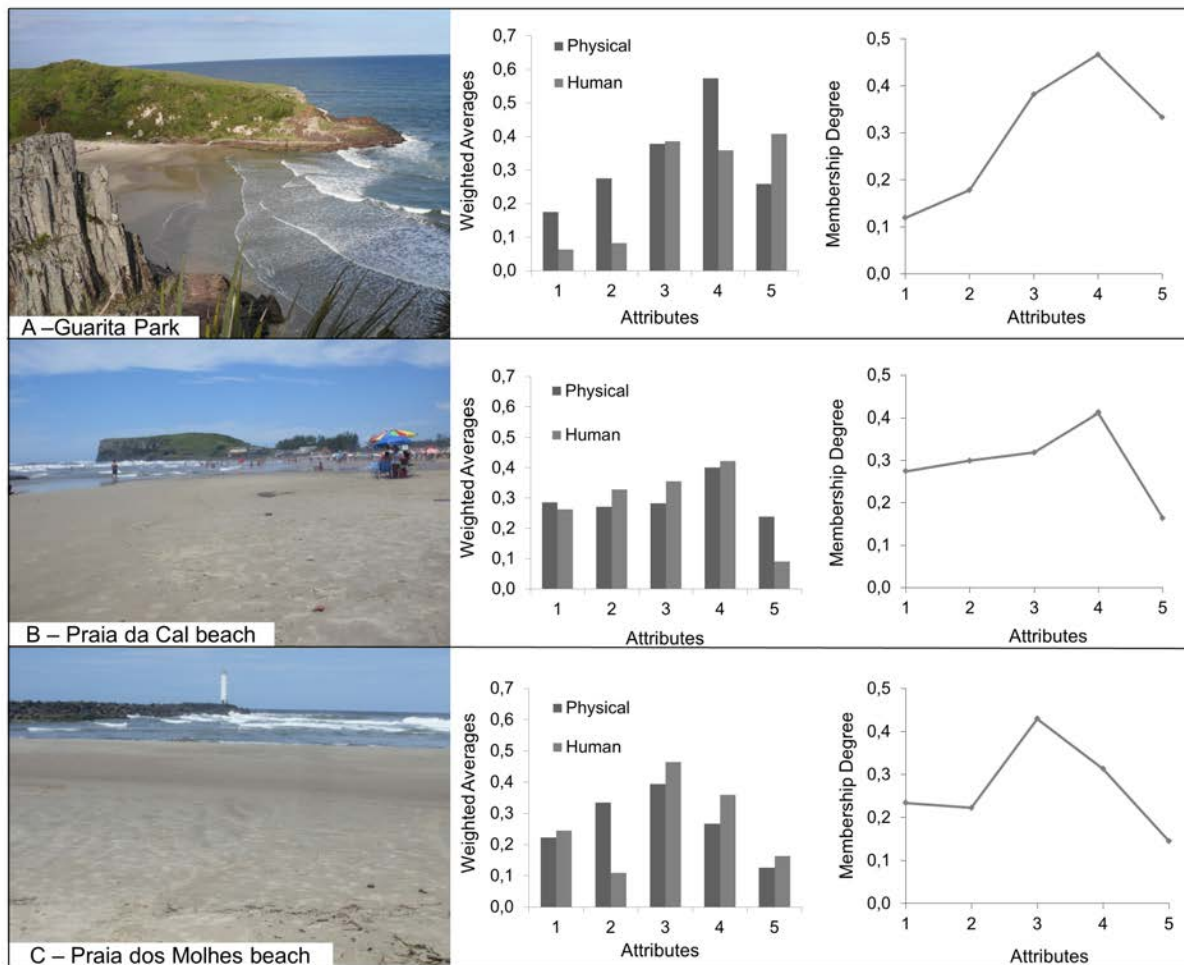 A –Guarita Park
Weighted Averages
0,7
0,6
0,5
0,4
0,3
0,2
0,1
0,0
Physical
Human
1 2 3 4 5
Attributes
Membership Degree
0,5
0,4
0,3
0,2
0,1
0,0
1 2 3 4 5
Attributes
B – Praia da Cal beach
Weighted Averages
0,7
0,6
0,5
0,4
0,3
0,2
0,1
0,0
Physical
Human
1 2 3 4 5
Attributes
Membership Degree
0,5
0,4
0,3
0,2
0,1
0,0
1 2 3 4 5
Attributes
C – Praia dos Molhes beach
Weighted Averages
0,7
0,6
0,5
0,4
0,3
0,2
0,1
0,0
Physical
Human
1 2 3 4 5
Attributes
Membership Degree
0,5
0,4
0,3
0,2
0,1
0,0
1 2 3 4 5
Attributes